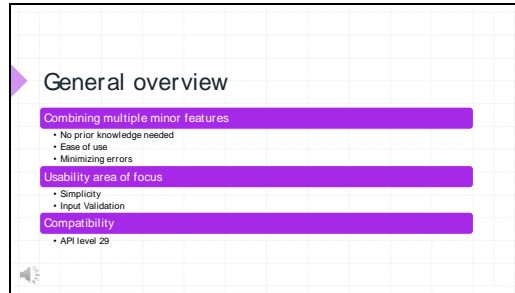 General overview
Combining multiple minor features
• No prior knowledge needed
• Ease of use
• Minimizing errors
Usability area of focus
• Simplicity
• Input Validation
Compatibility
• API level 29